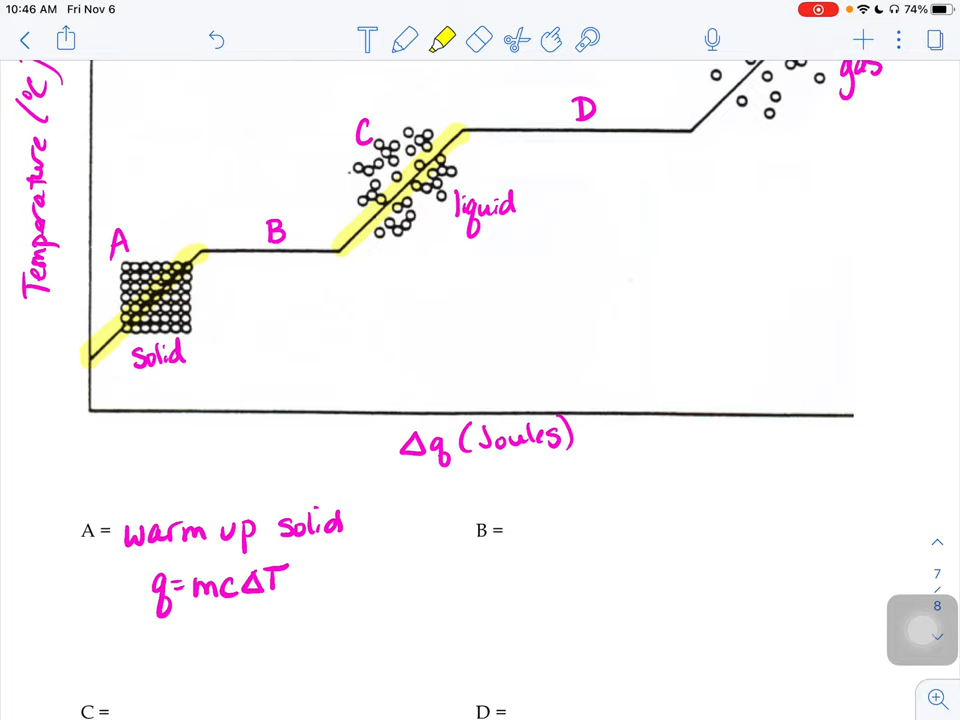 10:46 AM Fri Nov 6
74%
T
Temperature (°C)
gas
D
C
liquid
B
A
solid
Δq (Joules)
A = warm up solid
q = mcΔT
B =
7
/
8
C =
D =